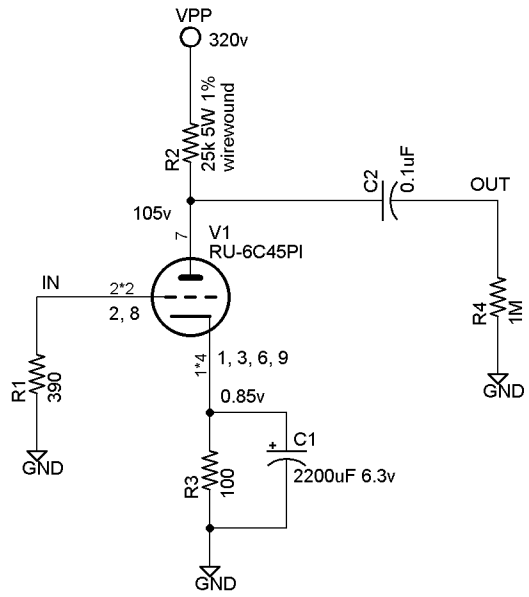 VPP
320v
R2
25k 5W 1%
wirewound
C2
0.1uF
OUT
105v
7
V1
RU-6C45PI
IN
2*2
2, 8
R4
1M
1*4
1, 3, 6, 9
R1
390
GND
0.85v
GND
R3
100
+
C1
2200uF 6.3v
GND